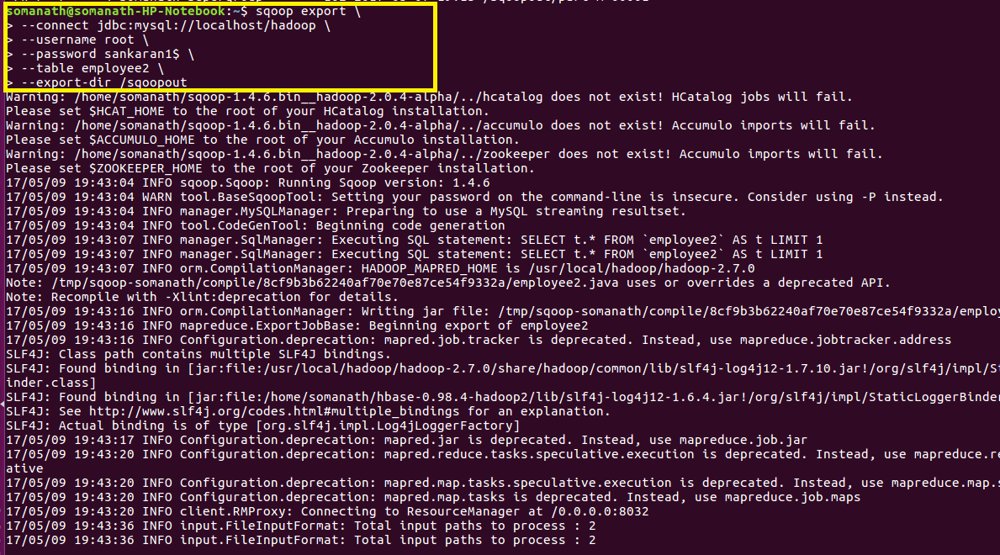 somanath@somanath-HP-Notebook:~$ sqoop export \
> --connect jdbc:mysql://localhost/hadoop \
> --username root \
> --password sankaran1$ \
> --table employee2 \
> --export-dir /sqoopout
Warning: /home/somanath/sqoop-1.4.6.bin__hadoop-2.0.4-alpha/../hcatalog does not exist! HCatalog jobs will fail.
Please set $HCAT_HOME to the root of your HCatalog installation.
Warning: /home/somanath/sqoop-1.4.6.bin__hadoop-2.0.4-alpha/../accumulo does not exist! Accumulo imports will fail.
Please set $ACCUMULO_HOME to the root of your Accumulo installation.
Warning: /home/somanath/sqoop-1.4.6.bin__hadoop-2.0.4-alpha/../zookeeper does not exist! Accumulo imports will fail.
Please set $ZOOKEEPER_HOME to the root of your Zookeeper installation.
17/05/09 19:43:04 INFO sqoop.Sqoop: Running Sqoop version: 1.4.6
17/05/09 19:43:04 WARN tool.BaseSqoopTool: Setting your password on the command-line is insecure. Consider using -P instead.
17/05/09 19:43:04 INFO manager.MySQLManager: Preparing to use a MySQL streaming resultset.
17/05/09 19:43:04 INFO tool.CodeGenTool: Beginning code generation
17/05/09 19:43:07 INFO manager.SqlManager: Executing SQL statement: SELECT t.* FROM `employee2` AS t LIMIT 1
17/05/09 19:43:07 INFO manager.SqlManager: Executing SQL statement: SELECT t.* FROM `employee2` AS t LIMIT 1
17/05/09 19:43:07 INFO orm.CompilationManager: HADOOP_MAPRED_HOME is /usr/local/hadoop/hadoop-2.7.0
Note: /tmp/sqoop-somanath/compile/8cf9b3b62240af70e70e87ce54f9332a/employee2.java uses or overrides a deprecated API.
Note: Recompile with -Xlint:deprecation for details.
17/05/09 19:43:16 INFO orm.CompilationManager: Writing jar file: /tmp/sqoop-somanath/compile/8cf9b3b62240af70e70e87ce54f9332a/employ
17/05/09 19:43:16 INFO mapreduce.ExportJobBase: Beginning export of employee2
17/05/09 19:43:16 INFO Configuration.deprecation: mapred.job.tracker is deprecated. Instead, use mapreduce.jobtracker.address
SLF4J: Class path contains multiple SLF4J bindings.
SLF4J: Found binding in [jar:file:/usr/local/hadoop/hadoop-2.7.0/share/hadoop/common/lib/slf4j-log4j12-1.7.10.jar!/org/slf4j/impl/St
inder.class]
SLF4J: Found binding in [jar:file:/home/somanath/hbase-0.98.4-hadoop2/lib/slf4j-log4j12-1.6.4.jar!/org/slf4j/impl/StaticLoggerBinder
SLF4J: See http://www.slf4j.org/codes.html#multiple_bindings for an explanation.
SLF4J: Actual binding is of type [org.slf4j.impl.Log4jLoggerFactory]
17/05/09 19:43:17 INFO Configuration.deprecation: mapred.jar is deprecated. Instead, use mapreduce.job.jar
17/05/09 19:43:20 INFO Configuration.deprecation: mapred.reduce.tasks.speculative.execution is deprecated. Instead, use mapreduce.re
ative
17/05/09 19:43:20 INFO Configuration.deprecation: mapred.map.tasks.speculative.execution is deprecated. Instead, use mapreduce.map.s
17/05/09 19:43:20 INFO Configuration.deprecation: mapred.map.tasks is deprecated. Instead, use mapreduce.job.maps
17/05/09 19:43:20 INFO client.RMProxy: Connecting to ResourceManager at /0.0.0.0:8032
17/05/09 19:43:36 INFO input.FileInputFormat: Total input paths to process : 2
17/05/09 19:43:36 INFO input.FileInputFormat: Total input paths to process : 2